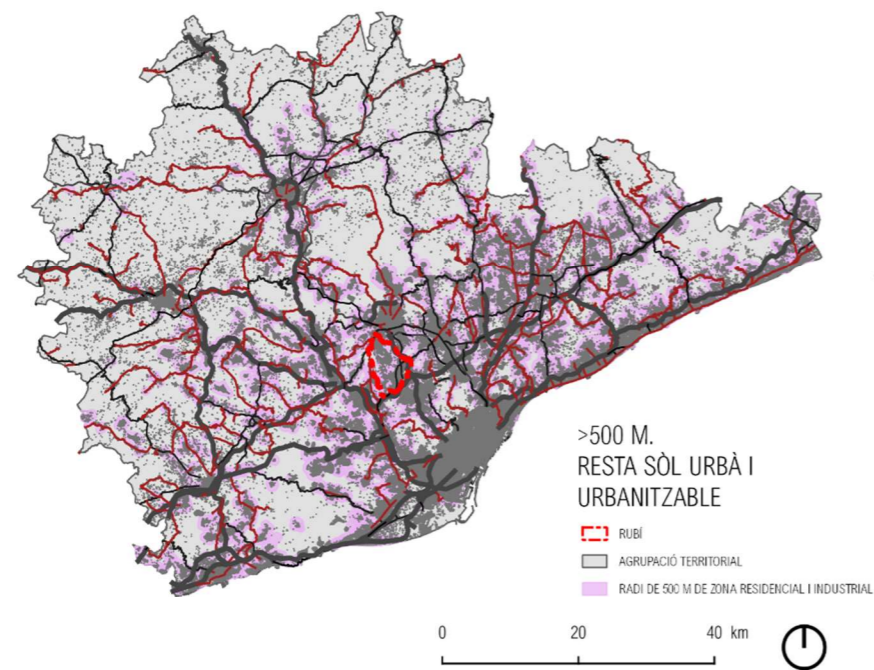 >500 M.
RESTA SÒL URBÀ I
URBANITZABLE
RUBÍ
AGRUPACIÓ TERRITORIAL
RADI DE 500 M DE ZONA RESIDENCIAL I INDUSTRIAL
0 20 40 km